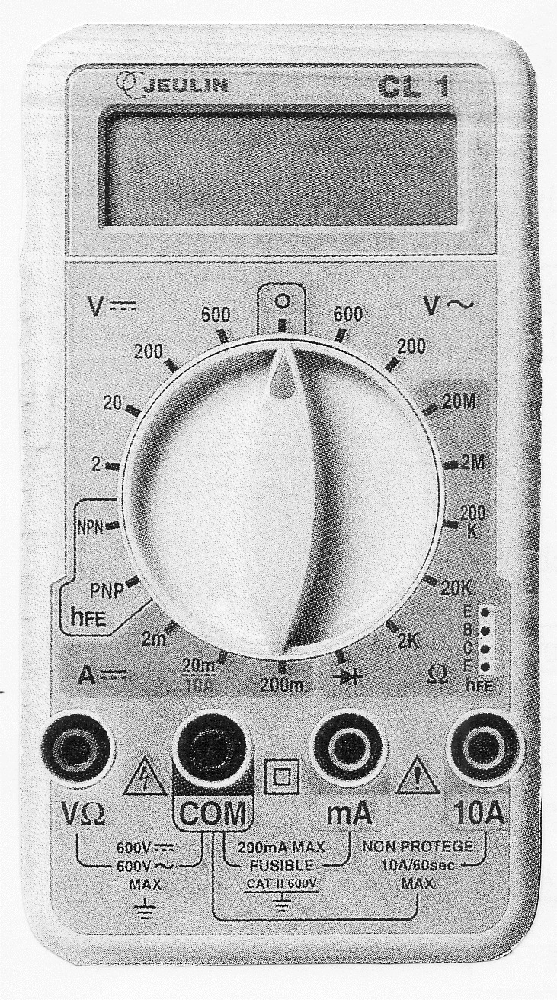 JEULIN CL 1
V V
600 600
200 200
20 20M
2 2M
NPN 200
K
PNP 20K
hFE E
2m 2K B
C
A 20m E
10A 200m Ω hFE
VΩ COM mA 10A
600V 200mA MAX NON PROTEGÉ
600V FUSIBLE 10A/60sec
MAX CAT II 600V MAX